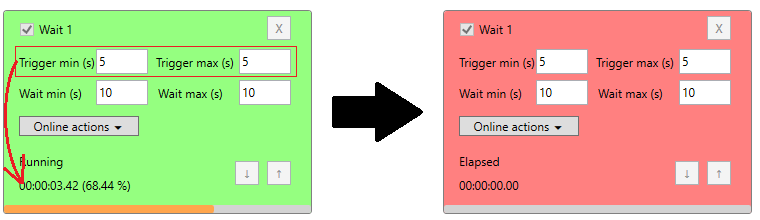 Wait 1
X
Trigger min (s) 5 Trigger max (s) 5
Wait min (s) 10 Wait max (s) 10
Online actions
Running
00:00:03.42 (68.44 %)
↓ ↑
Wait 1
X
Trigger min (s) 5 Trigger max (s) 5
Wait min (s) 10 Wait max (s) 10
Online actions
Elapsed
00:00:00.00
↓ ↑